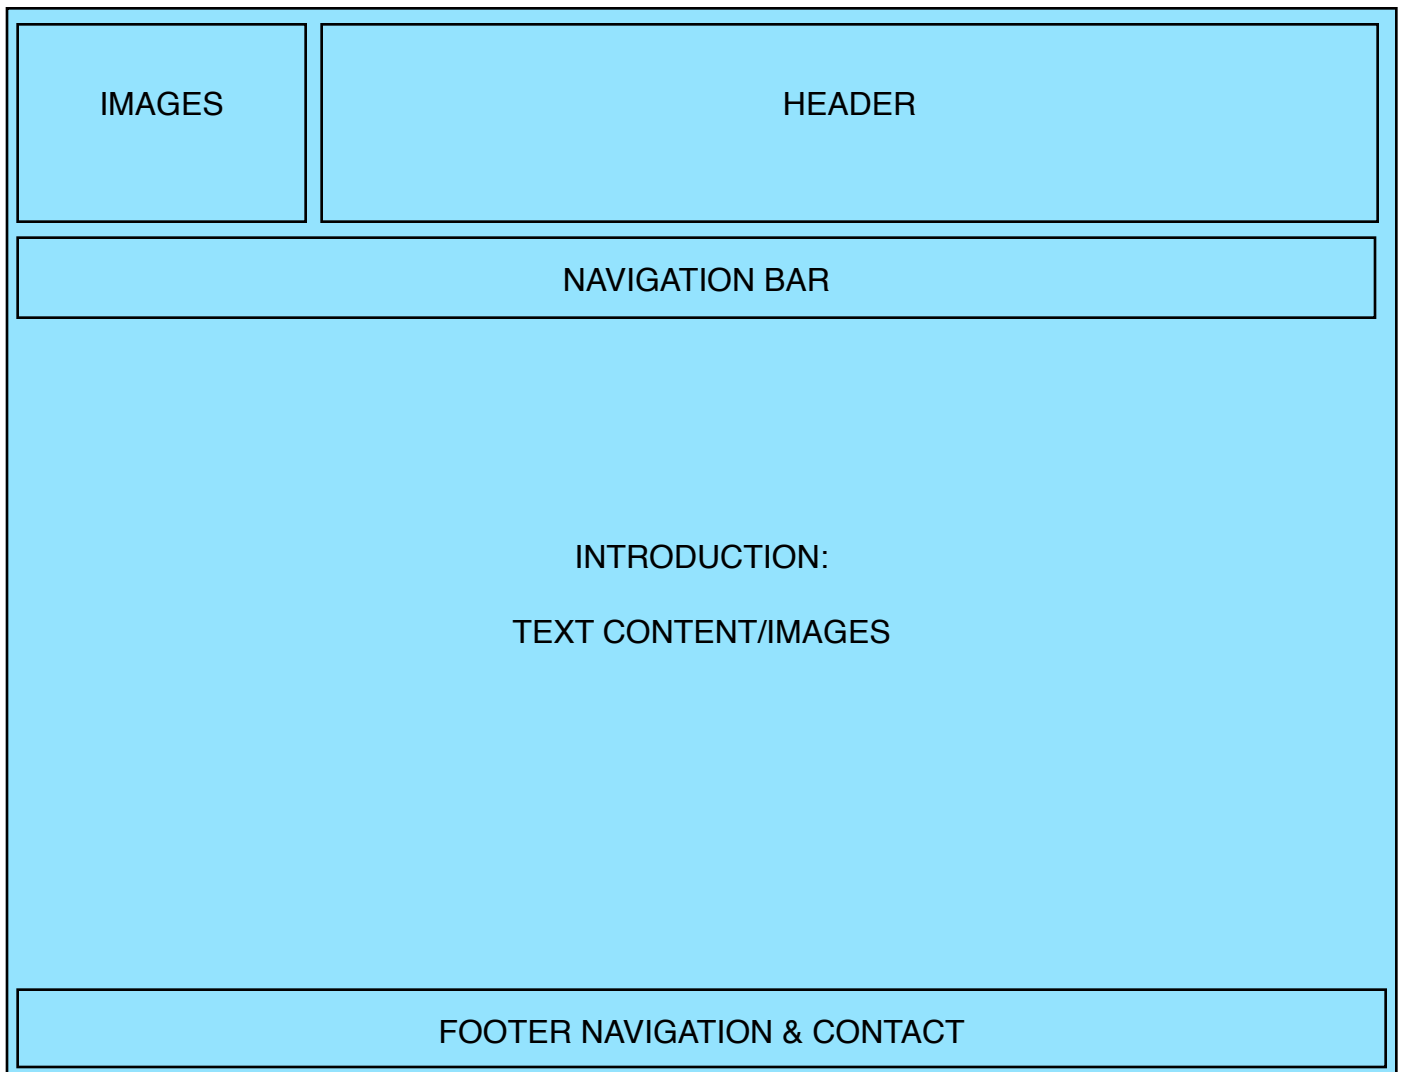 IMAGES
HEADER
NAVIGATION BAR
INTRODUCTION:
TEXT CONTENT/IMAGES
FOOTER NAVIGATION & CONTACT